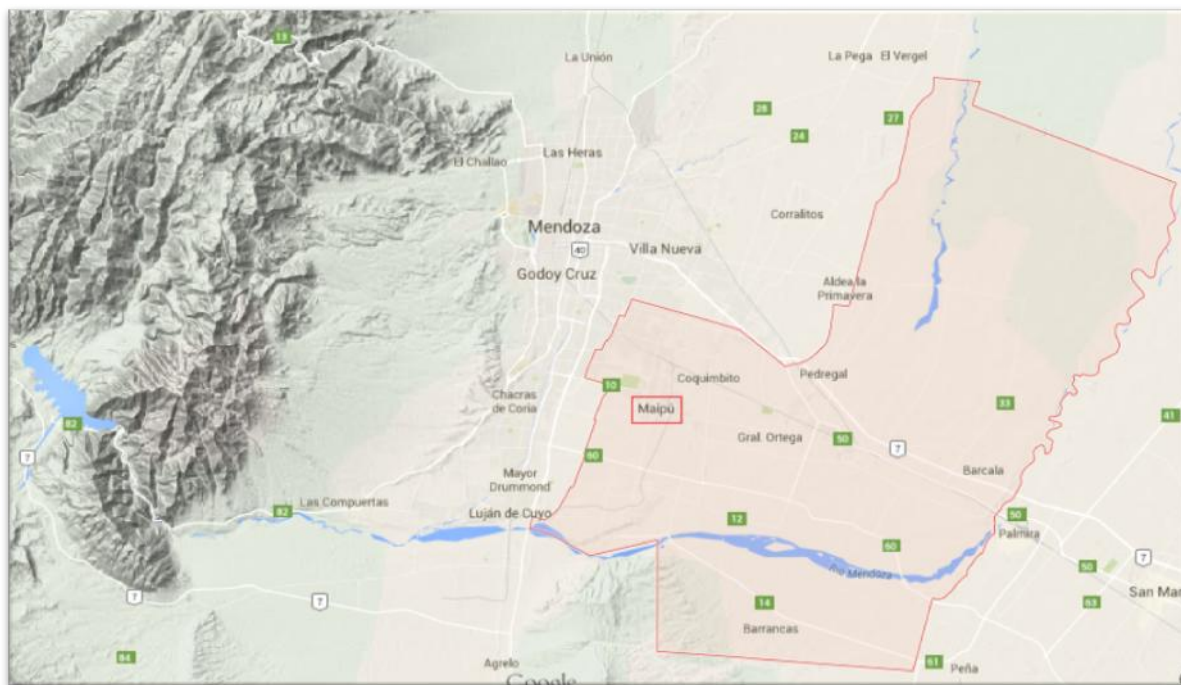 13
La Unión
La Pega
El Vergel
28
27
24
Las Heras
El Challao
Corralitos
Mendoza
40
Villa Nueva
Godoy Cruz
Aldea la
Primavera
Pedregal
Coquimbito
10
Chacras
de Coria
Maipú
33
41
82
Gral. Ortega
50
7
60
7
Barcala
Mayor
Drummond
Las Compuertas
82
Luján de Cuyo
12
50
Palmira
60
7
50
Río Mendoza
7
7
14
63
San Mar
Barrancas
84
Agrelo
61
Peña
Google